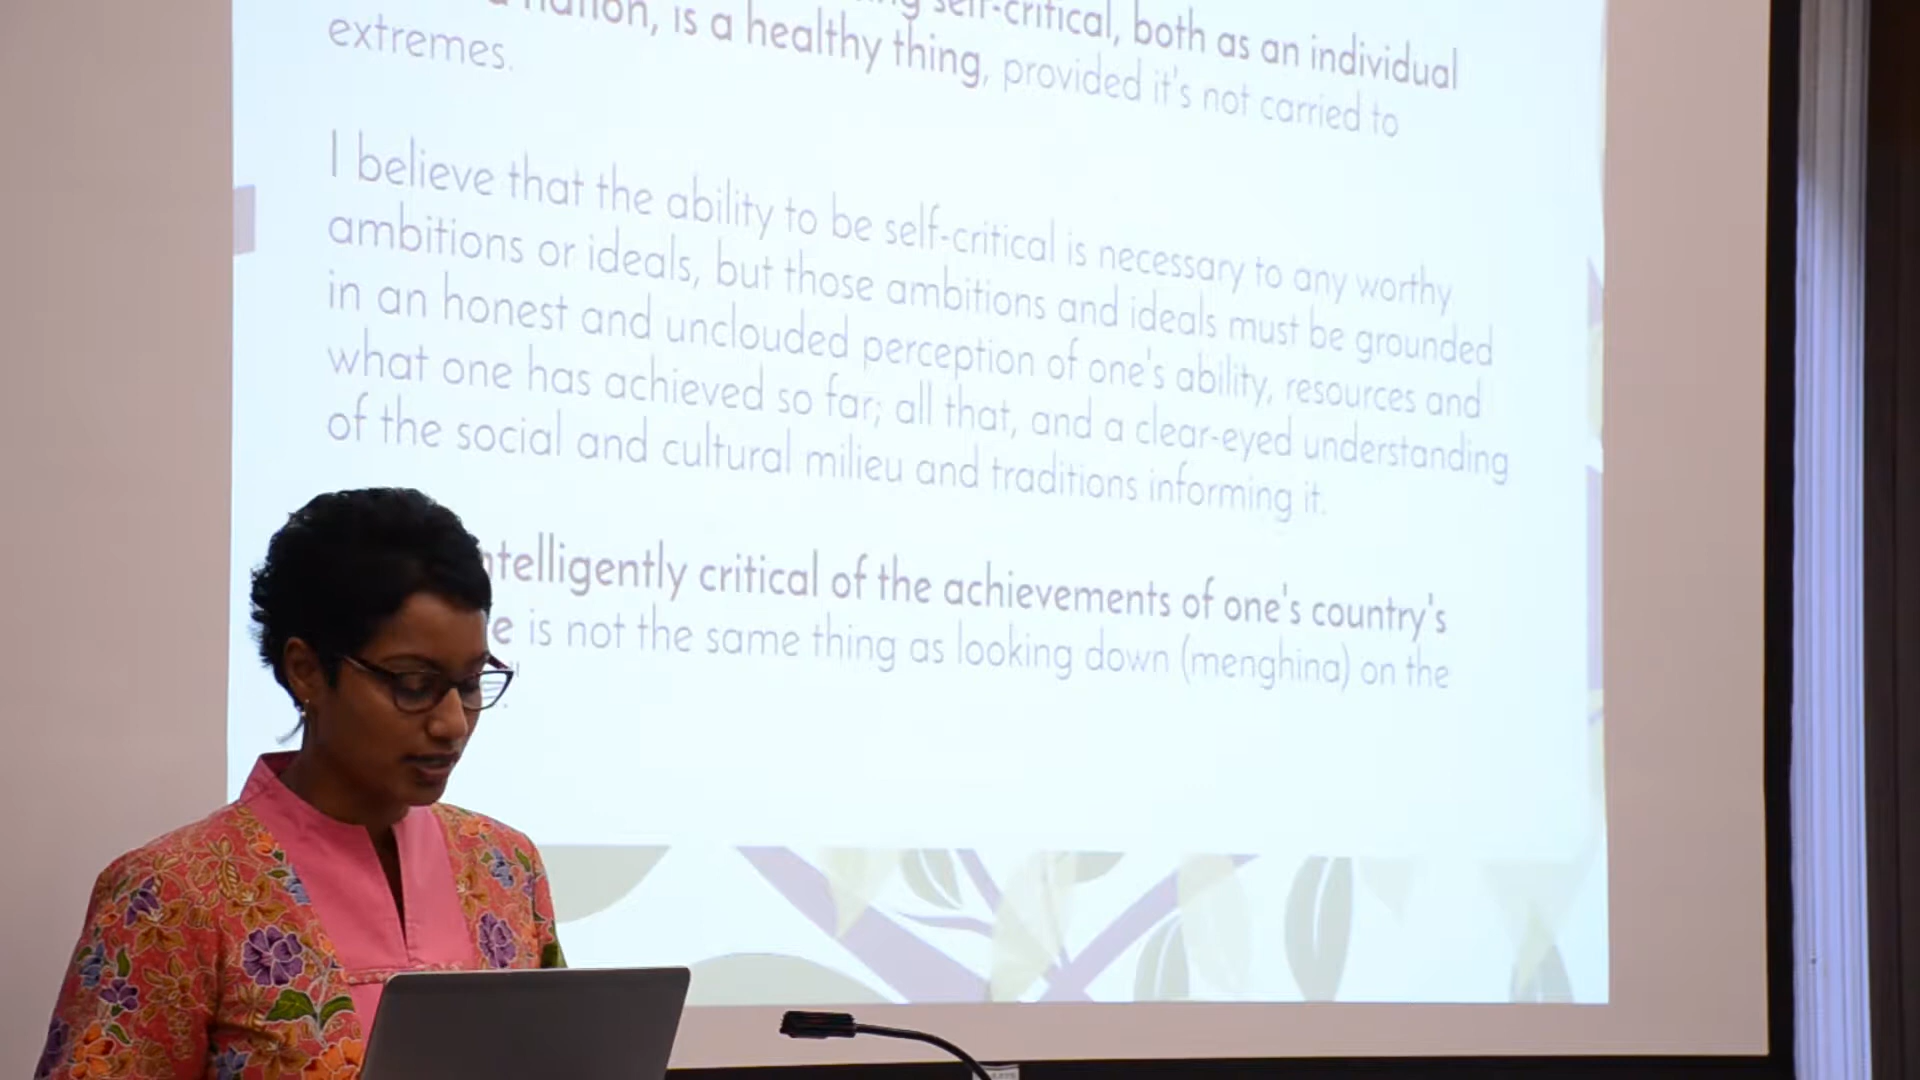 self-critical, both as an individual
nation, is a healthy thing, provided it's not carried to
extremes.
I believe that the ability to be self-critical is necessary to any worthy
ambitions or ideals, but those ambitions and ideals must be grounded
in an honest and unclouded perception of one's ability, resources and
what one has achieved so far; all that, and a clear-eyed understanding
of the social and cultural milieu and traditions informing it.
ntelligently critical of the achievements of one's country's
e is not the same thing as looking down (menghina) on the